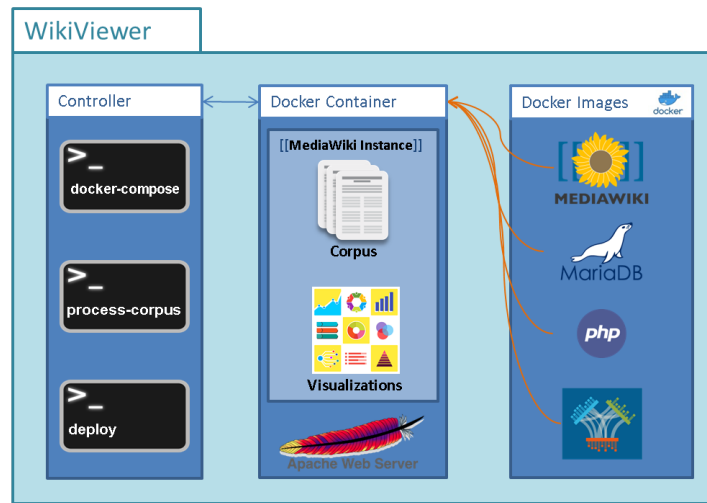 WikiViewer
Controller
Docker Container
Docker Images
docker
>_
docker-compose
>_
process-corpus
>_
deploy
[[MediaWiki Instance]]
Corpus
Visualizations
Apache Web Server
[[ ]]
MEDIAWIKI
MariaDB
php